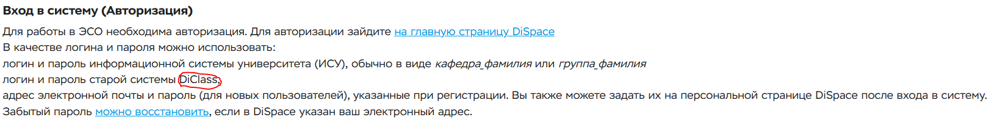 Вход в систему (Авторизация)
Для работы в ЭСО необходима авторизация. Для авторизации зайдите на главную страницу DiSpace
В качестве логина и пароля можно использовать:
логин и пароль информационной системы университета (ИСУ), обычно в виде кафедра_фамилия или группа_фамилия
логин и пароль старой системы DiClass,
адрес электронной почты и пароль (для новых пользователей), указанные при регистрации. Вы также можете задать их на персональной странице DiSpace после входа в систему.
Забытый пароль можно восстановить, если в DiSpace указан ваш электронный адрес.